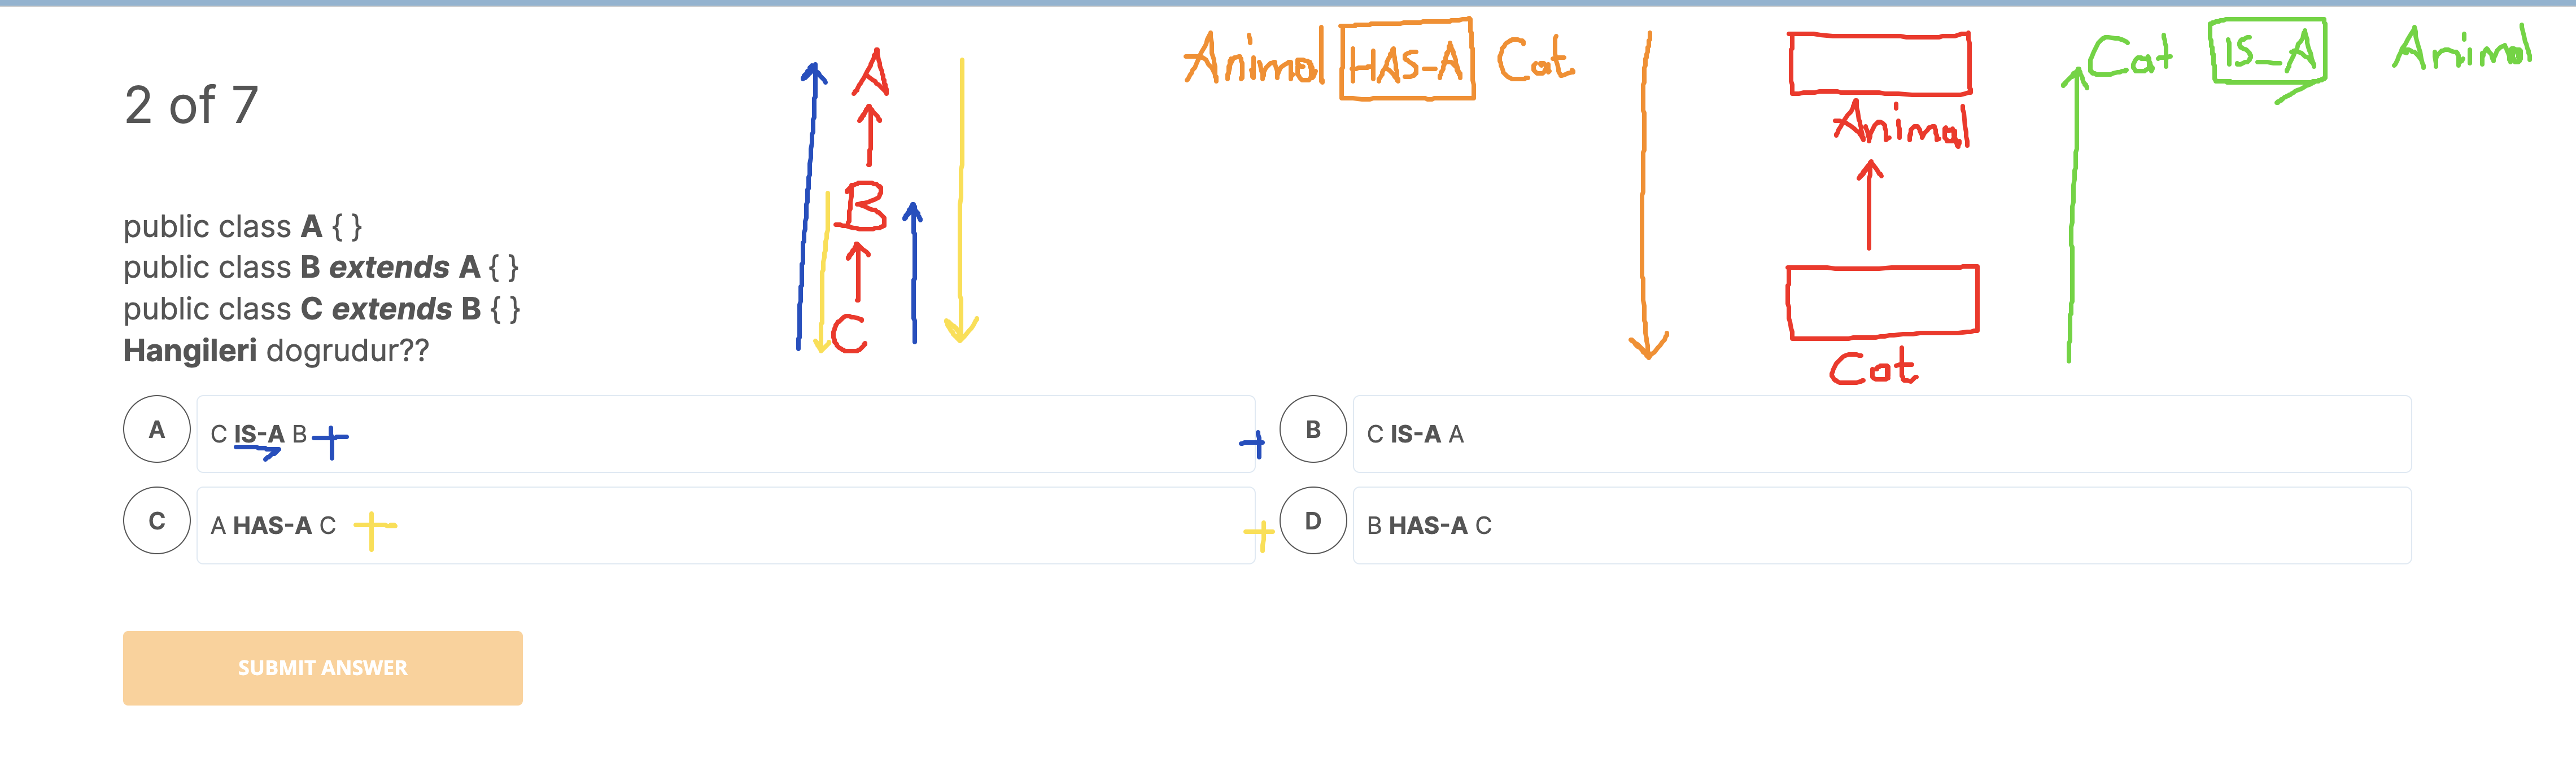 2 of 7
public class A { }
public class B extends A { }
public class C extends B { }
Hangileri dogrudur??
A
B
C
Animal HAS-A Cat
Animal
Cat
Cat IS_A Animal
A C IS-A B +
+ B C IS-A A
C A HAS-A C +
+ D B HAS-A C
SUBMIT ANSWER